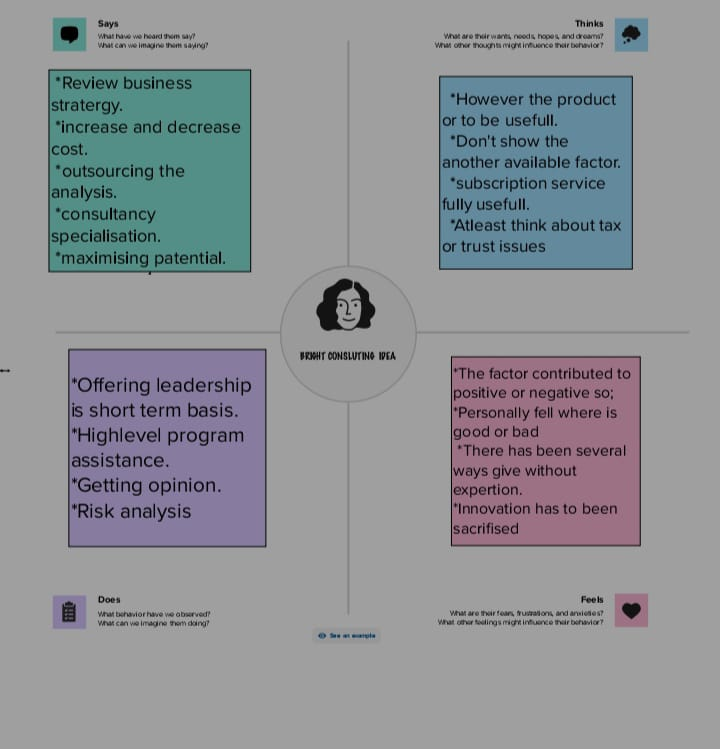 Says
What have we heard them say?
What can we imagine them saying?
Thinks
What are their wants, needs, hopes, and dreams?
What other thoughts might influence their behavior?
*Review business
stratergy.
*increase and decrease
cost.
*outsourcing the
analysis.
*consultancy
specialisation.
*maximising patential.
*However the product
or to be usefull.
*Don't show the
another available factor.
*subscription service
fully usefull.
*Atleast think about tax
or trust issues
BRIGHT CONSLUTING IDEA
*Offering leadership
is short term basis.
*Highlevel program
assistance.
*Getting opinion.
*Risk analysis
*The factor contributed to
positive or negative so;
*Personally fell where is
good or bad
*There has been several
ways give without
expertion.
*Innovation has to been
sacrifised
Does
What behavior have we observed?
What can we imagine them doing?
Feels
What are their fears, frustrations, and anxieties?
What other feelings might influence their behavior?
See an example